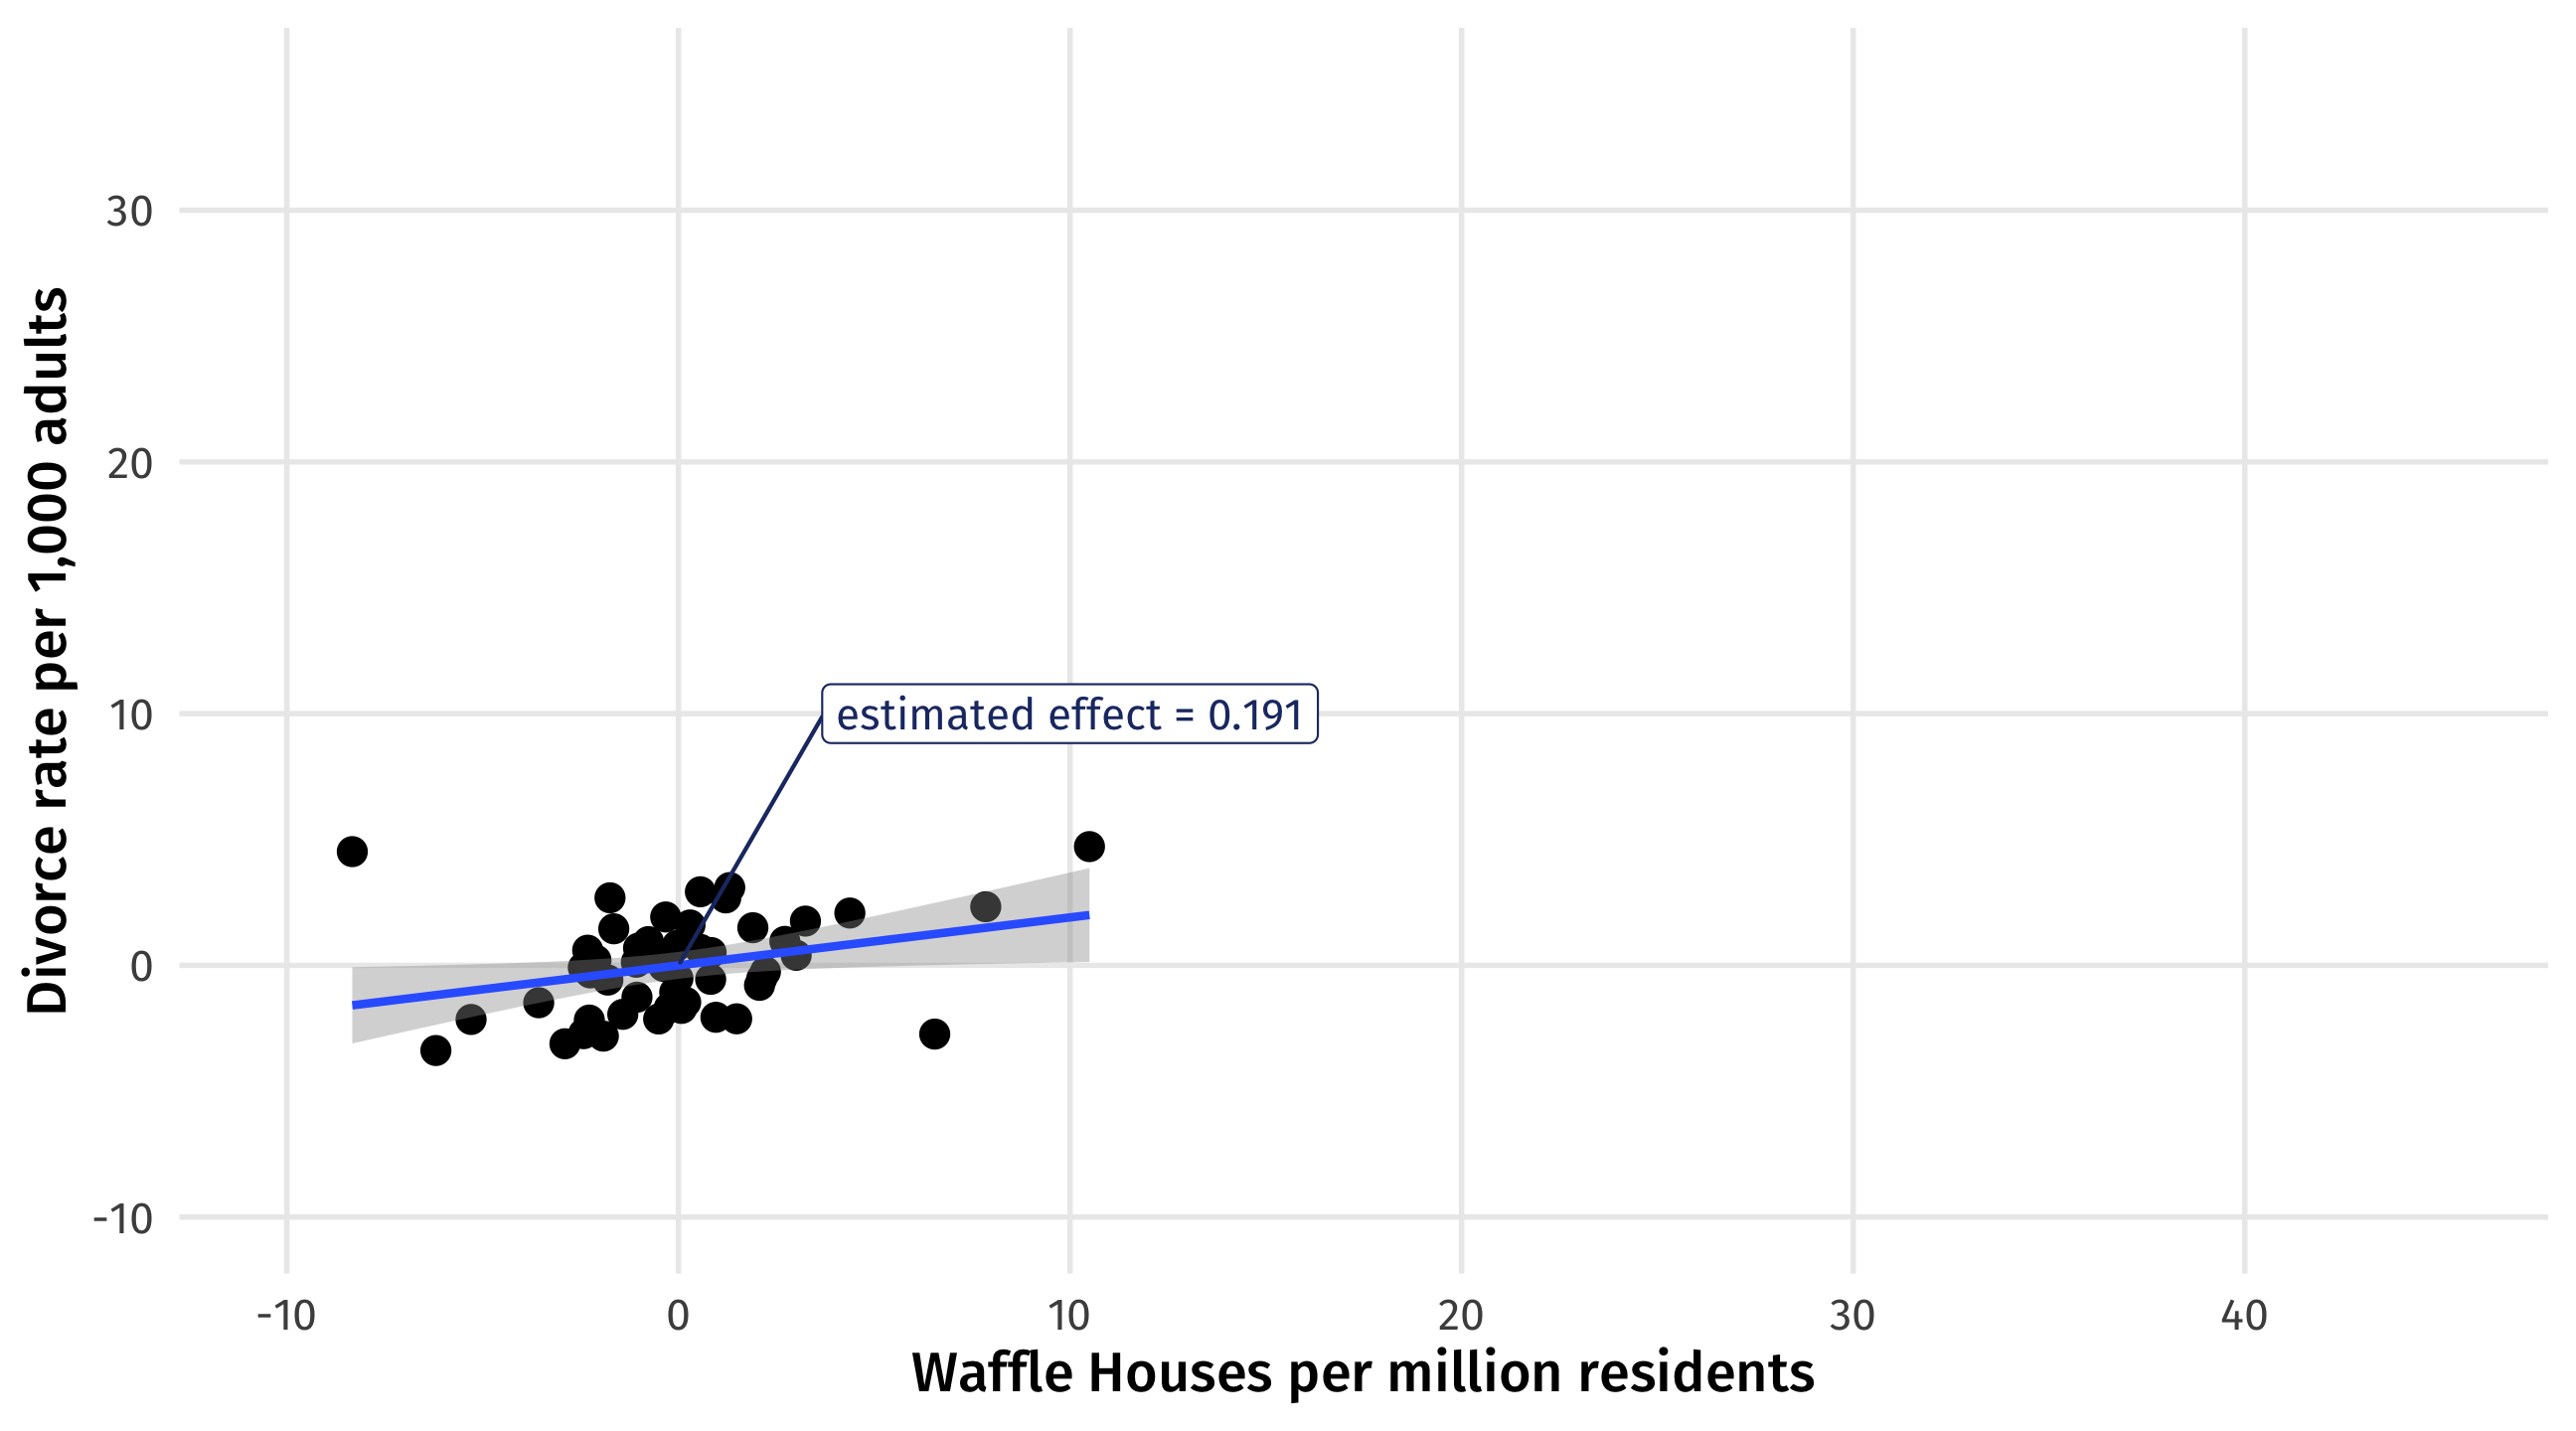 Divorce rate per 1,000 adults
30
20
10
0
-10
estimated effect = 0.191
-10 0 10 20 30 40
Waffle Houses per million residents